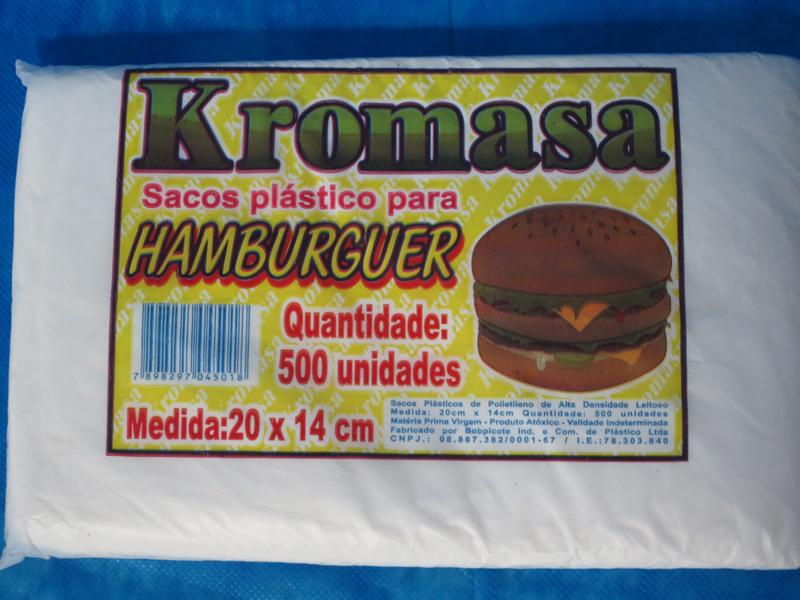 Kromasa
Sacos plástico para
HAMBURGUER
Quantidade:
500 unidades
7 898297 045018
Medida:20 x 14 cm
Sacos Plásticos de Polietileno de Alta Densidade Leitoso
Medida: 20cm x 14cm Quantidade: 500 unidades
Matéria Prima Virgem - Produto Atóxico - Validade Indeterminada
Fabricado por Bobplcote Ind. e Com. de Plástico Ltda
CNPJ.: 08.867.382/0001-67 / I.E.:78.303.840